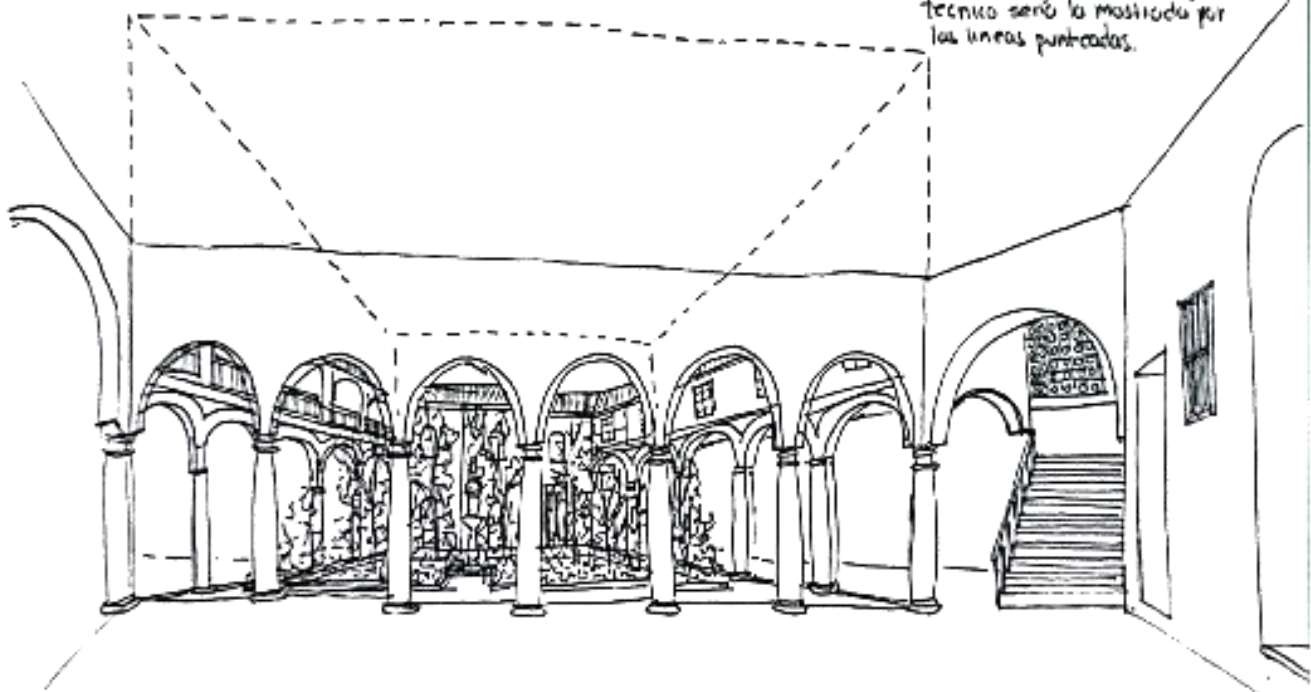 tecnico será la mostrada por
las lineas punteadas.